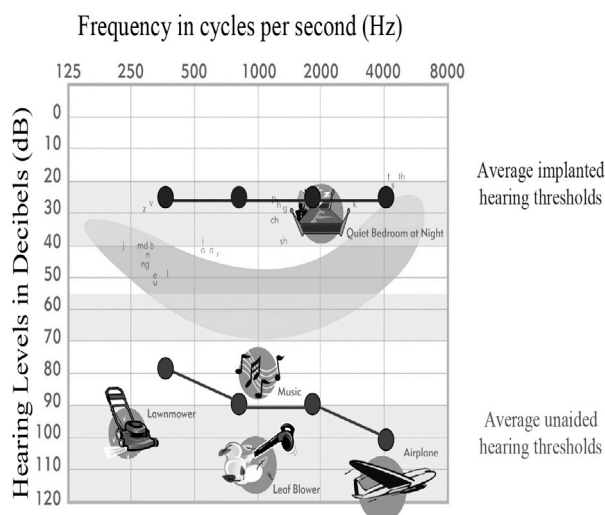 Frequency in cycles per second (Hz)
125 250 500 1000 2000 4000 8000
Hearing Levels in Decibels (dB)
0
10
20
30
40
50
60
70
80
90
100
110
120
Average implanted
hearing thresholds
z v
f th
s
h
g
k
ch
sh
Quiet Bedroom at Night
j
mdb
n
ng
e
u
l
i
o a r
Music
Lawnmower
Leaf Blower
Airplane
Average unaided
hearing thresholds